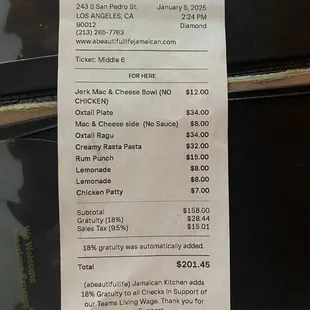 243 S San Pedro St.
January 5, 2025
LOS ANGELES, CA
2:24 PM
90012
Diamond
(213) 265-7763
www.abeautifullifejamaican.com
Ticket: Middle 6
FOR HERE
Jerk Mac & Cheese Bowl (NO $12.00
CHICKEN)
Oxtail Plate $34.00
Mac & Cheese side (No Sauce) $8.00
Oxtail Ragu $34.00
Creamy Rasta Pasta $32.00
Rum Punch $15.00
Lemonade $8.00
Lemonade $8.00
Chicken Patty $7.00
Subtotal $158.00
Gratuity (18%) $28.44
Sales Tax (9.5%) $15.01
18% gratuity was automatically added.
Total $201.45
(abeautifullife) Jamaican Kitchen adds
18% Gratuity to all Checks in Support of
our Teams Living Wage. Thank you for